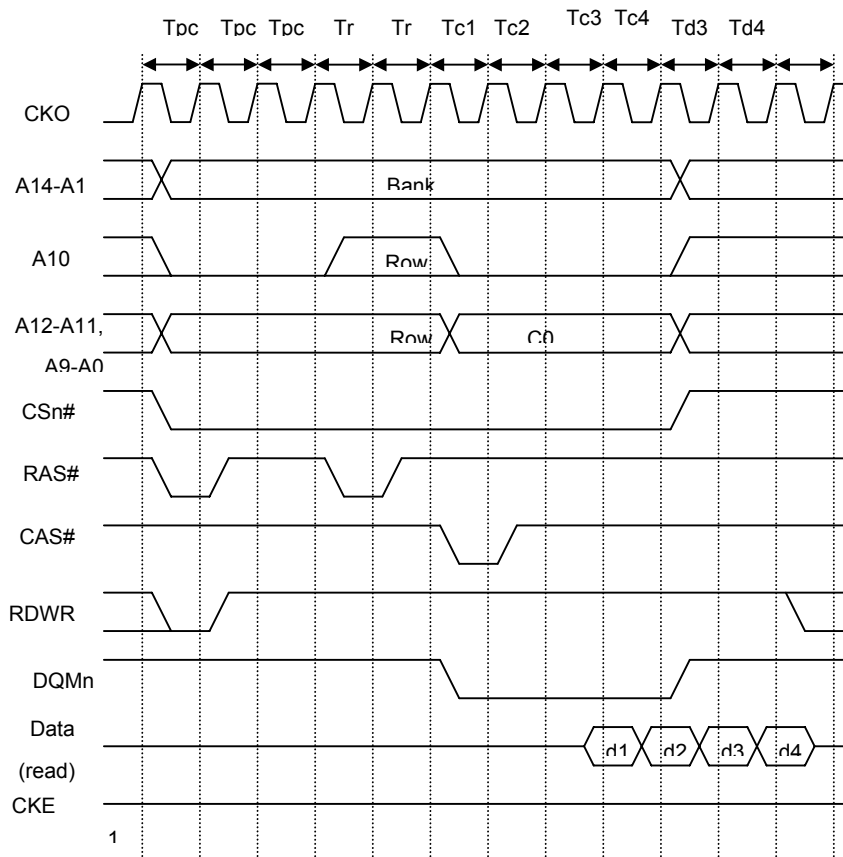 Tpc Tpc Tpc Tr Tr Tc1 Tc2 Tc3 Tc4 Td3 Td4
CKO
A14-A1 Bank
A10 Row
A12-A11, Row C0
A9-A0
CSn#
RAS#
CAS#
RDWR
DQMn
Data
d1 d2 d3 d4
(read)
CKE
1